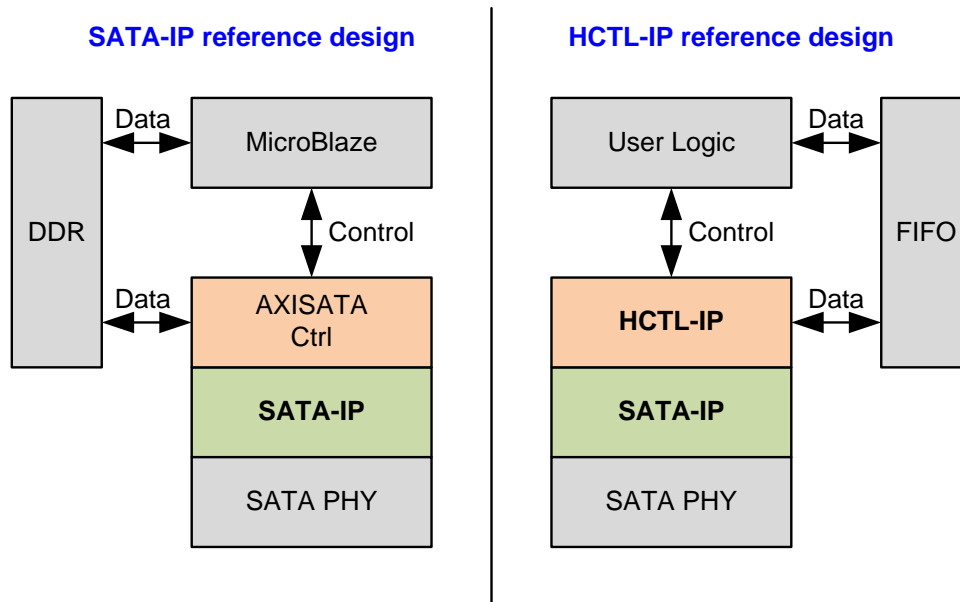 SATA-IP reference design
Data
MicroBlaze
DDR
Control
Data
AXISATA
Ctrl
SATA-IP
SATA PHY
HCTL-IP reference design
User Logic
Data
Control
FIFO
HCTL-IP
Data
SATA-IP
SATA PHY